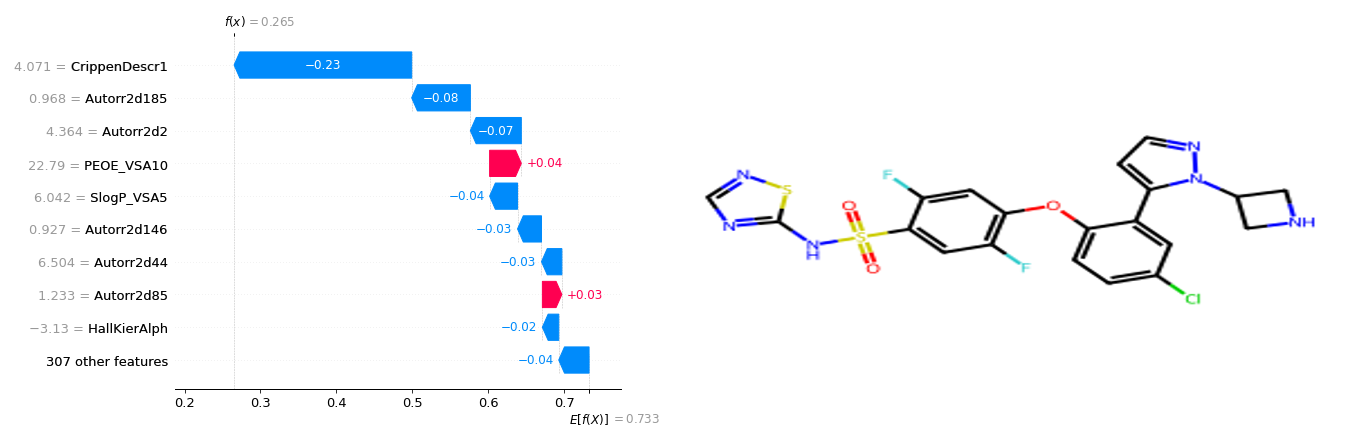 f(x) = 0.265
4.071 = CrippenDescr1
−0.23
0.968 = Autorr2d185
−0.08
4.364 = Autorr2d2
−0.07
22.79 = PEOE_VSA10
+0.04
6.042 = SlogP_VSA5
−0.04
0.927 = Autorr2d146
−0.03
6.504 = Autorr2d44
−0.03
1.233 = Autorr2d85
+0.03
−3.13 = HallKierAlph
−0.02
307 other features
−0.04
0.2 0.3 0.4 0.5 0.6 0.7
E[f(X)] = 0.733
N
S
N
N
H
O
S
O
F
F
O
N
N
NH
Cl